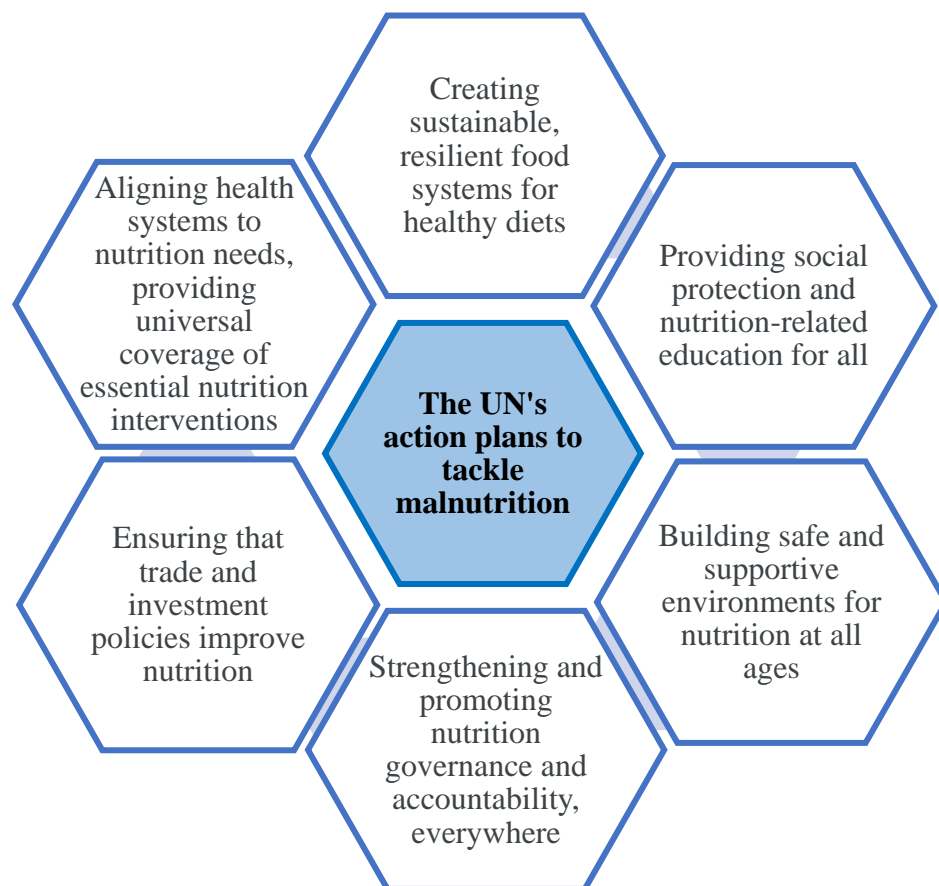 Creating
sustainable,
resilient food
systems for
healthy diets
Providing social
protection and
nutrition-related
education for all
Building safe and
supportive
environments for
nutrition at all
ages
Strengthening and
promoting
nutrition
governance and
accountability,
everywhere
Ensuring that
trade and
investment
policies improve
nutrition
Aligning health
systems to
nutrition needs,
providing
universal
coverage of
essential nutrition
interventions
The UN's
action plans to
tackle
malnutrition